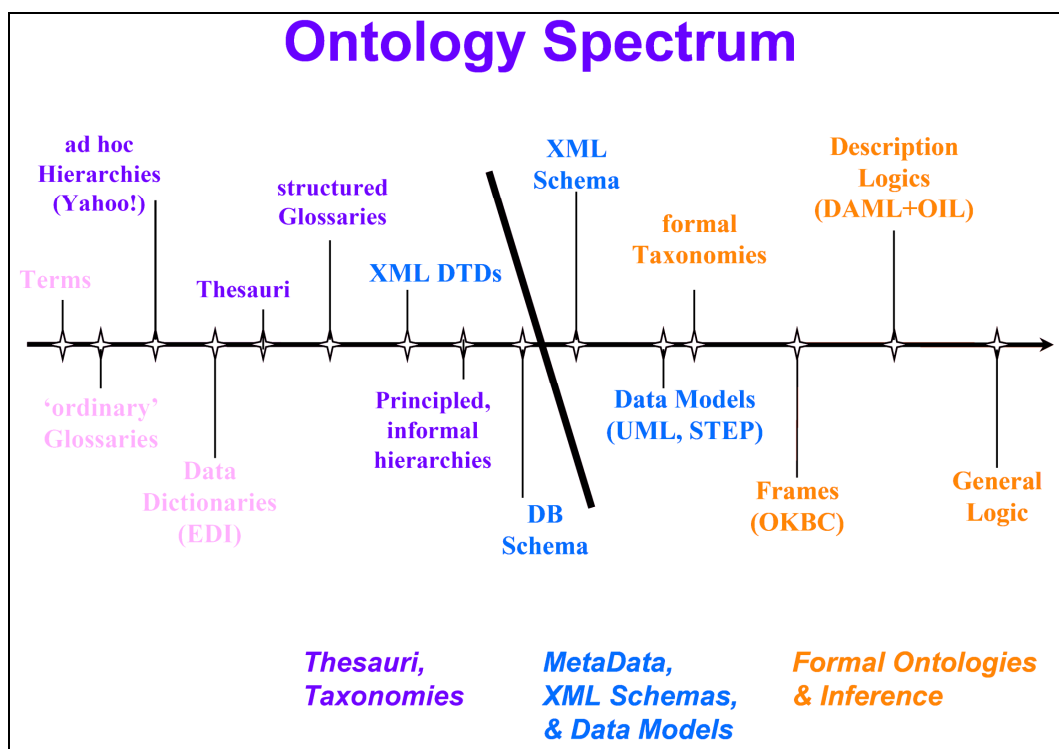 Ontology Spectrum
ad hoc
Hierarchies
(Yahoo!)
structured
Glossaries
XML
Schema
Description
Logics
(DAML+OIL)
formal
Taxonomies
Terms
Thesauri
XML DTDs
‘ordinary’
Glossaries
Data
Dictionaries
(EDI)
Principled,
informal
hierarchies
DB
Schema
Data Models
(UML, STEP)
Frames
(OKBC)
General
Logic
Thesauri,
Taxonomies
MetaData,
XML Schemas,
& Data Models
Formal Ontologies
& Inference